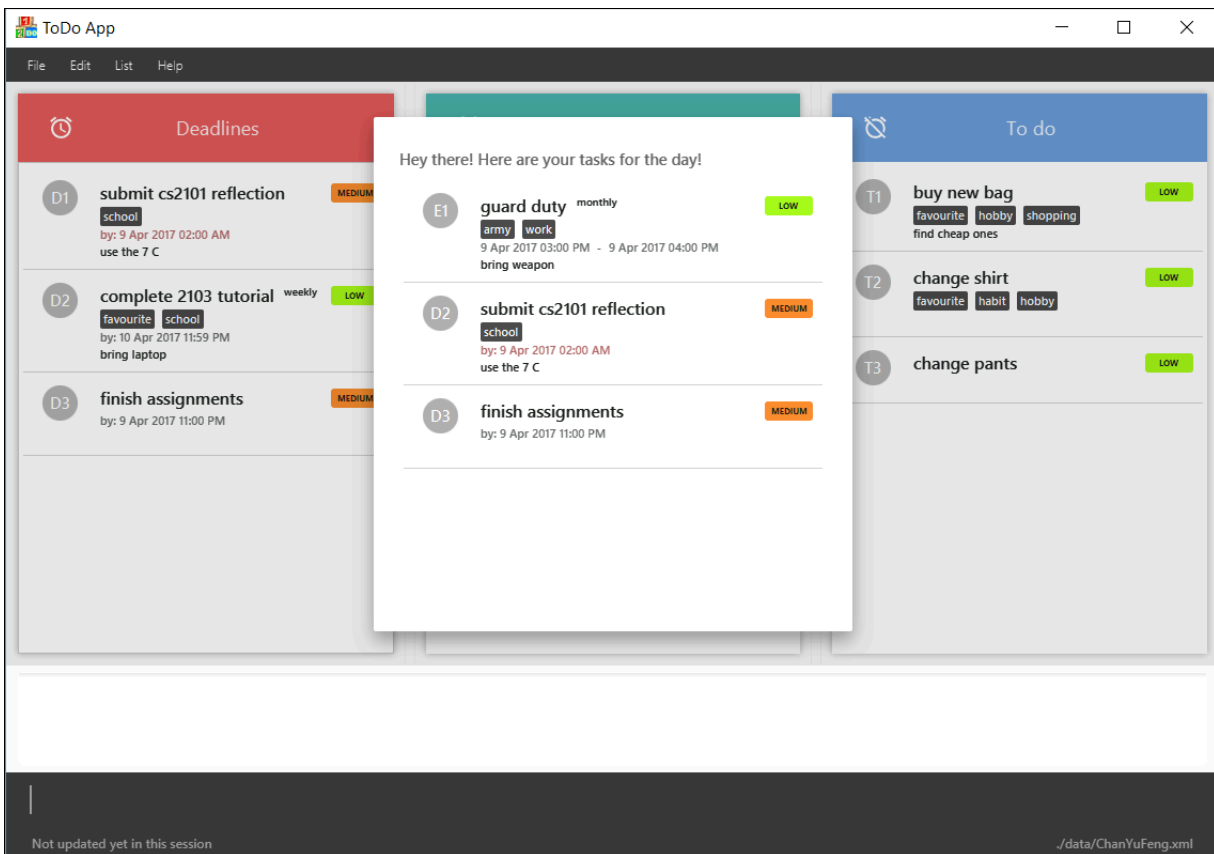 ToDo App
File Edit List Help
Deadlines
D1
submit cs2101 reflection MEDIUM
school
by: 9 Apr 2017 02:00 AM
use the 7 C
D2
complete 2103 tutorial weekly LOW
favourite school
by: 10 Apr 2017 11:59 PM
bring laptop
D3
finish assignments MEDIUM
by: 9 Apr 2017 11:00 PM
Hey there! Here are your tasks for the day!
E1
guard duty monthly LOW
army work
9 Apr 2017 03:00 PM - 9 Apr 2017 04:00 PM
bring weapon
D2
submit cs2101 reflection MEDIUM
school
by: 9 Apr 2017 02:00 AM
use the 7 C
D3
finish assignments MEDIUM
by: 9 Apr 2017 11:00 PM
To do
T1
buy new bag LOW
favourite hobby shopping
find cheap ones
T2
change shirt LOW
favourite habit hobby
T3
change pants LOW
Not updated yet in this session
./data/ChanYuFeng.xml